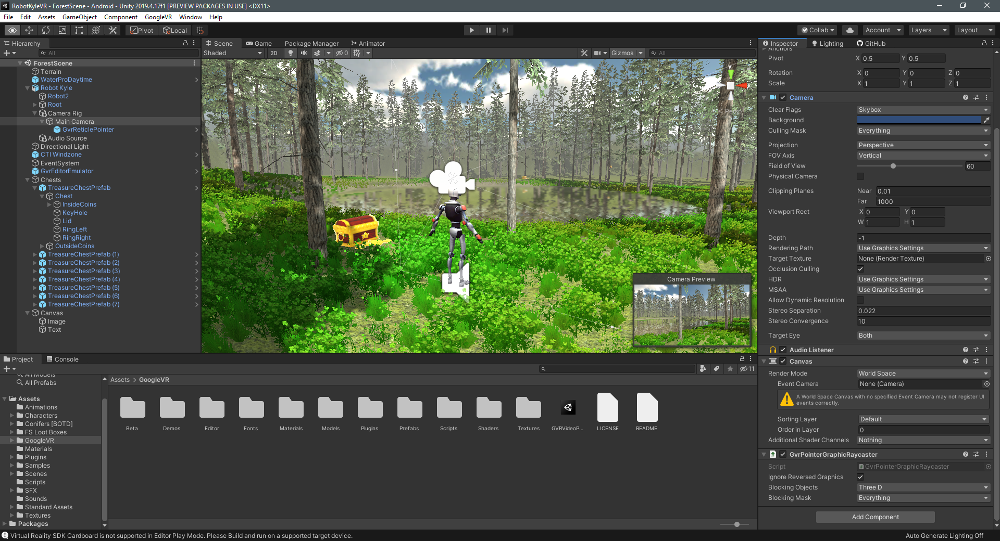 RobotKyleVR - ForestScene - Android - Unity 2019.4.17f1 [PREVIEW PACKAGES IN USE] <DX11>
File Edit Assets GameObject Component GoogleVR Window Help
Pivot Local Collab Account Layers Layout
Hierarchy
All
ForestScene
Terrain
WaterProDaytime
Robot Kyle
Robot2
Root
Camera Rig
Main Camera
GvrReticlePointer
Audio Source
Directional Light
CTI Windzone
EventSystem
GvrEditorEmulator
Chests
TreasureChestPrefab
Chest
InsideCoins
KeyHole
Lid
RingLeft
RingRight
OutsideCoins
TreasureChestPrefab (1)
TreasureChestPrefab (2)
TreasureChestPrefab (3)
TreasureChestPrefab (4)
TreasureChestPrefab (5)
TreasureChestPrefab (6)
TreasureChestPrefab (7)
Canvas
Image
Text
Scene Game Package Manager Animator
Shaded 2D 0 Gizmos All
y
Persp
Camera Preview
Inspector Lighting GitHub
Anchors
Pivot X 0.5 Y 0.5
Rotation X 0 Y 0 Z 0
Scale X 1 Y 1 Z 1
Camera
Clear Flags Skybox
Background
Culling Mask Everything
Projection Perspective
FOV Axis Vertical
Field of View 60
Physical Camera
Clipping Planes Near 0.01
Far 1000
Viewport Rect X 0 Y 0
W 1 H 1
Depth -1
Rendering Path Use Graphics Settings
Target Texture None (Render Texture)
Occlusion Culling
HDR Use Graphics Settings
MSAA Use Graphics Settings
Allow Dynamic Resolution
Stereo Separation 0.022
Stereo Convergence 10
Target Eye Both
Audio Listener
Canvas
Render Mode World Space
Event Camera None (Camera)
A World Space Canvas with no specified Event Camera may not register UI
events correctly.
Sorting Layer Default
Order in Layer 0
Additional Shader Channels Nothing
GvrPointerGraphicRaycaster
Script GvrPointerGraphicRaycaster
Ignore Reversed Graphics
Blocking Objects Three D
Blocking Mask Everything
Add Component
Project Console
11
All Models
All Prefabs
Assets
Animations
Characters
Conifers [BOTD]
FS Loot Boxes
GoogleVR
Materials
Plugins
Samples
Scenes
Scripts
SFX
Sounds
Standard Assets
Textures
Packages
Assets > GoogleVR
Beta Demos Editor Fonts Materials Models Plugins Prefabs Scripts Shaders Textures GVRVideoP... LICENSE README
Virtual Reality SDK Cardboard is not supported in Editor Play Mode. Please Build and run on a supported target device.
Auto Generate Lighting Off